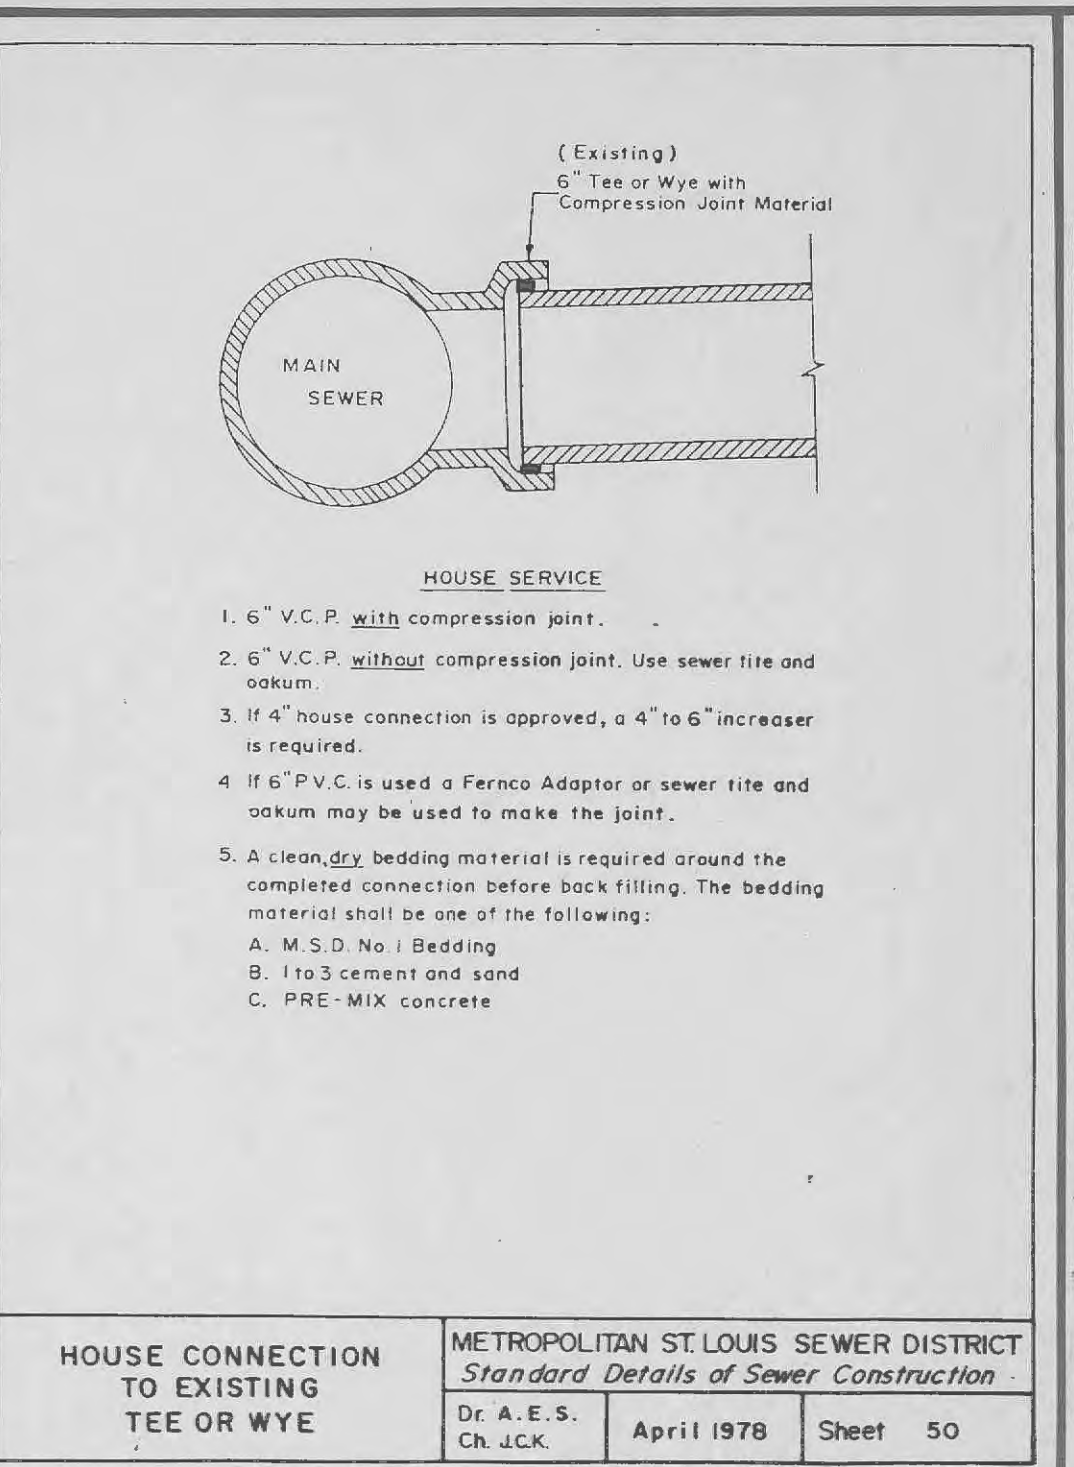 ( Existing )
6" Tee or Wye with
Compression Joint Material
MAIN
SEWER
HOUSE SERVICE
1. 6" V.C.P. with compression joint.
2. 6" V.C.P. without compression joint. Use sewer tite and
oakum.
3. If 4" house connection is approved, a 4" to 6" increaser
is required.
4 If 6" P V.C. is used a Fernco Adaptor or sewer tite and
oakum may be used to make the joint.
5. A clean, dry bedding material is required around the
completed connection before back filling. The bedding
material shall be one of the following:
A. M.S.D. No. 1 Bedding
B. 1 to 3 cement and sand
C. PRE-MIX concrete
HOUSE CONNECTION
TO EXISTING
TEE OR WYE
METROPOLITAN ST. LOUIS SEWER DISTRICT
Standard Details of Sewer Construction
Dr. A.E.S.
Ch. J.C.K.
April 1978
Sheet 50